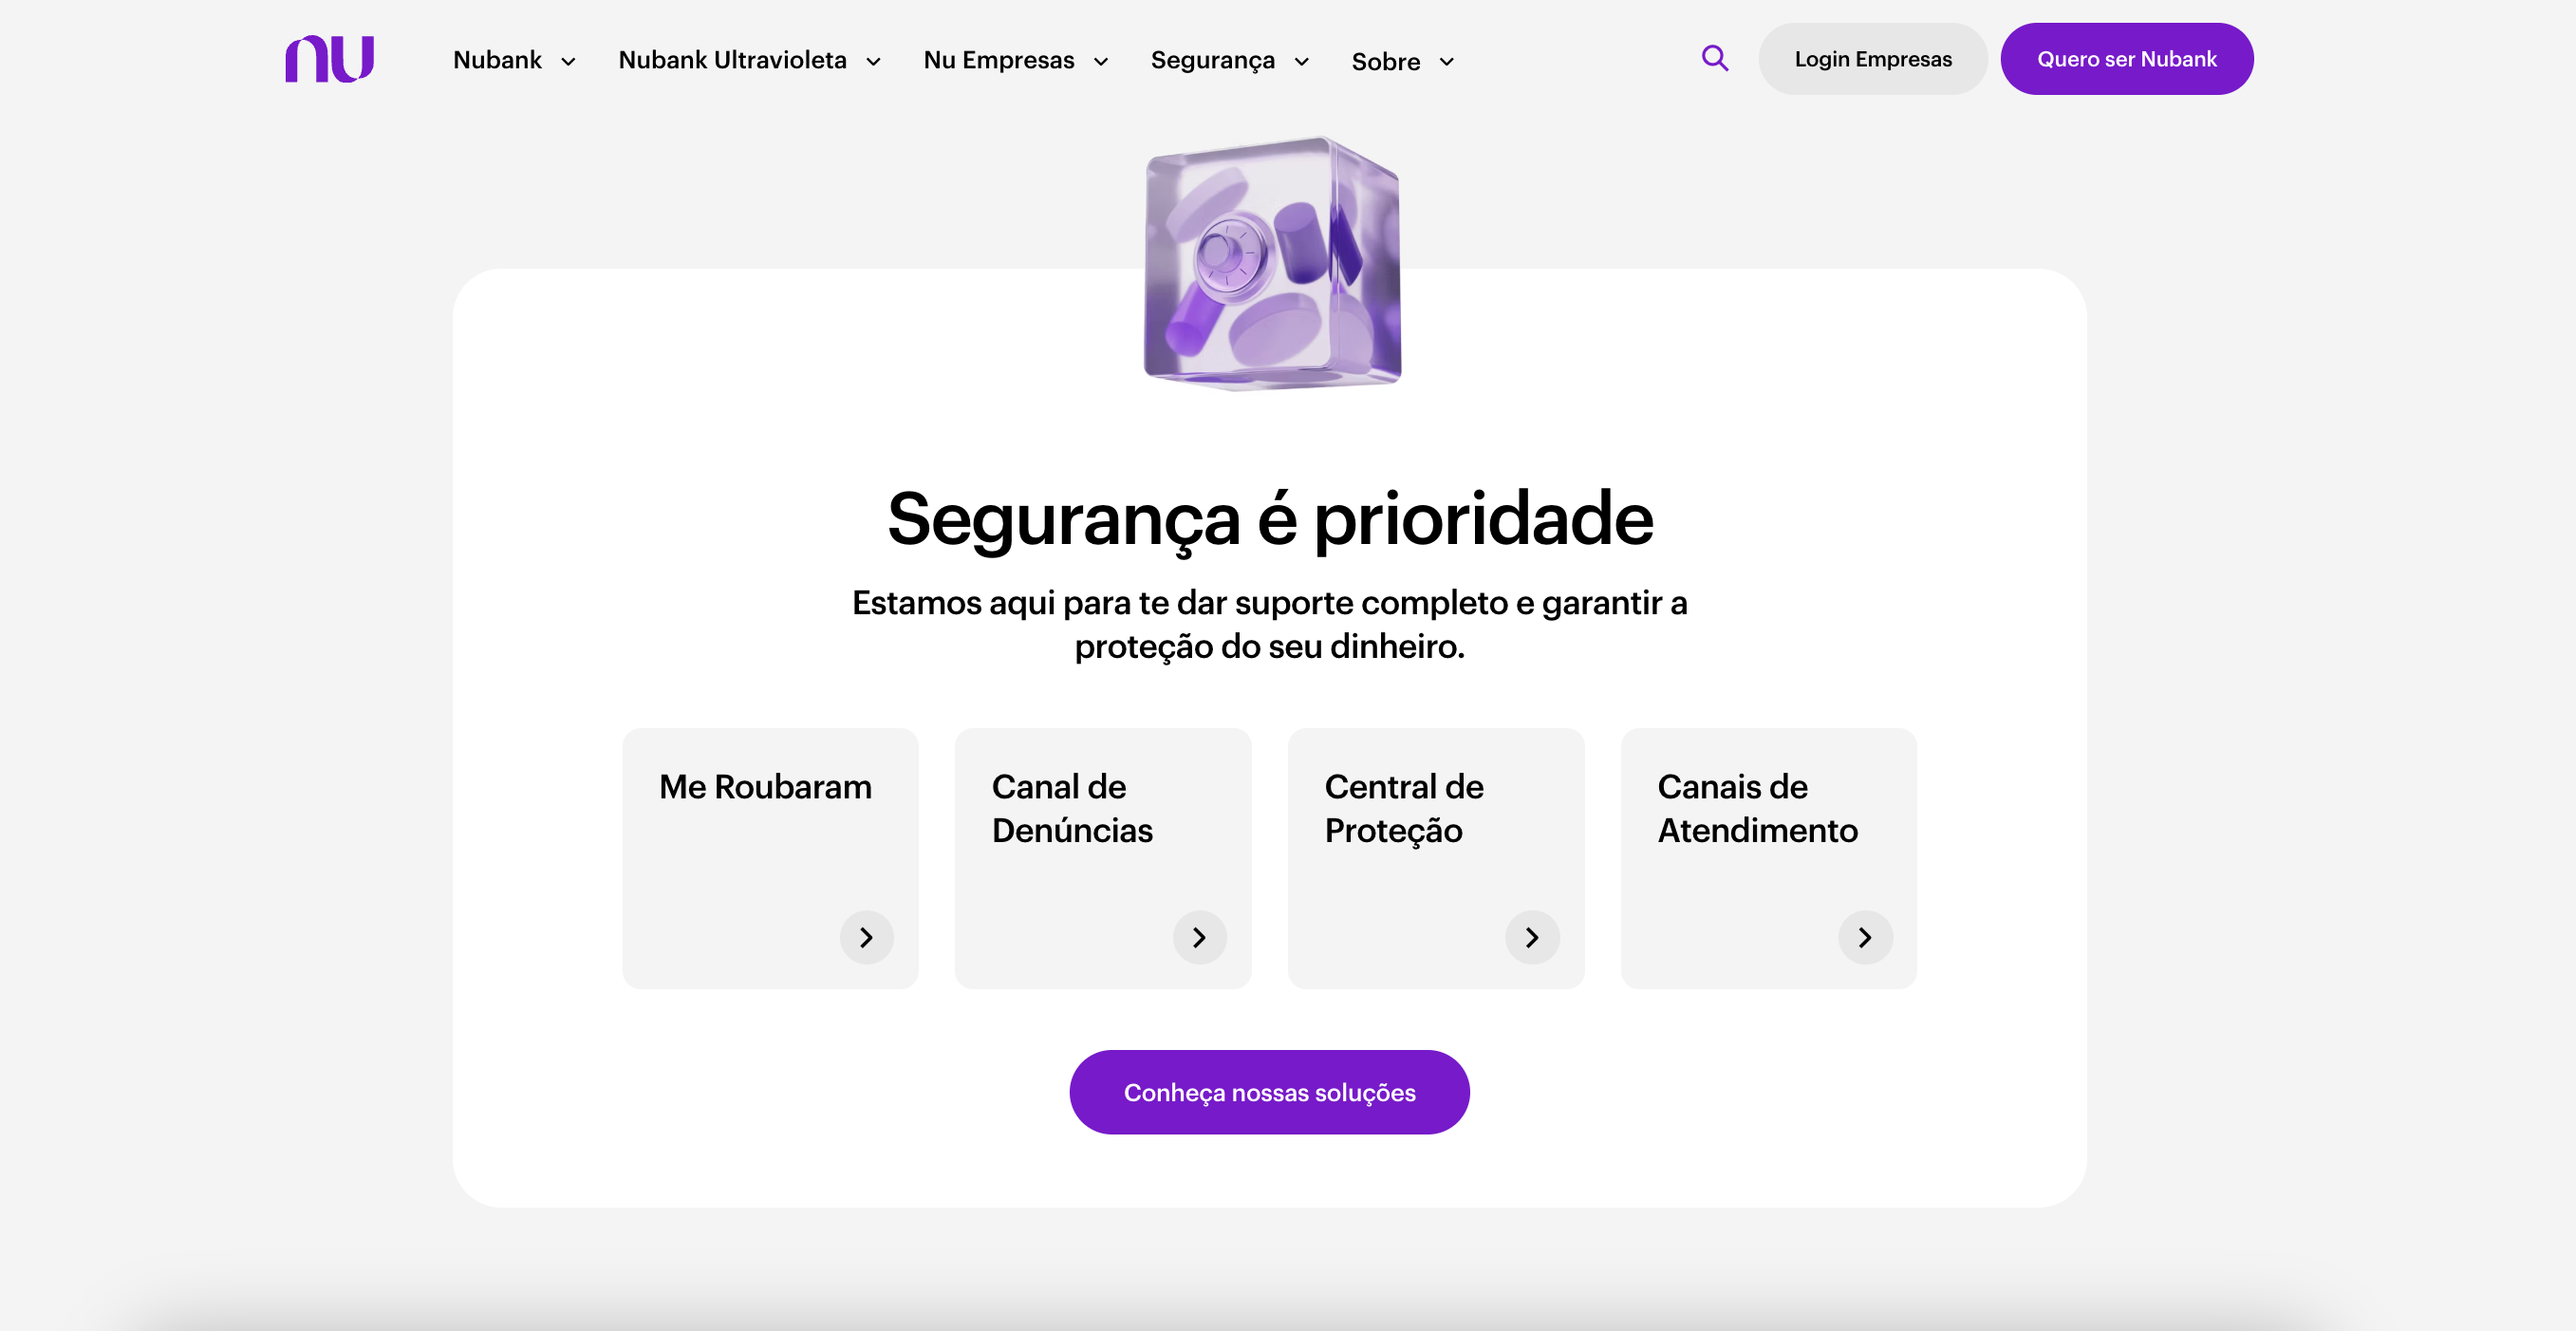 nu
Nubank
Nubank Ultravioleta
Nu Empresas
Segurança
Sobre
Login Empresas
Quero ser Nubank
Segurança é prioridade
Estamos aqui para te dar suporte completo e garantir a
proteção do seu dinheiro.
Me Roubaram
Canal de
Denúncias
Central de
Proteção
Canais de
Atendimento
Conheça nossas soluções